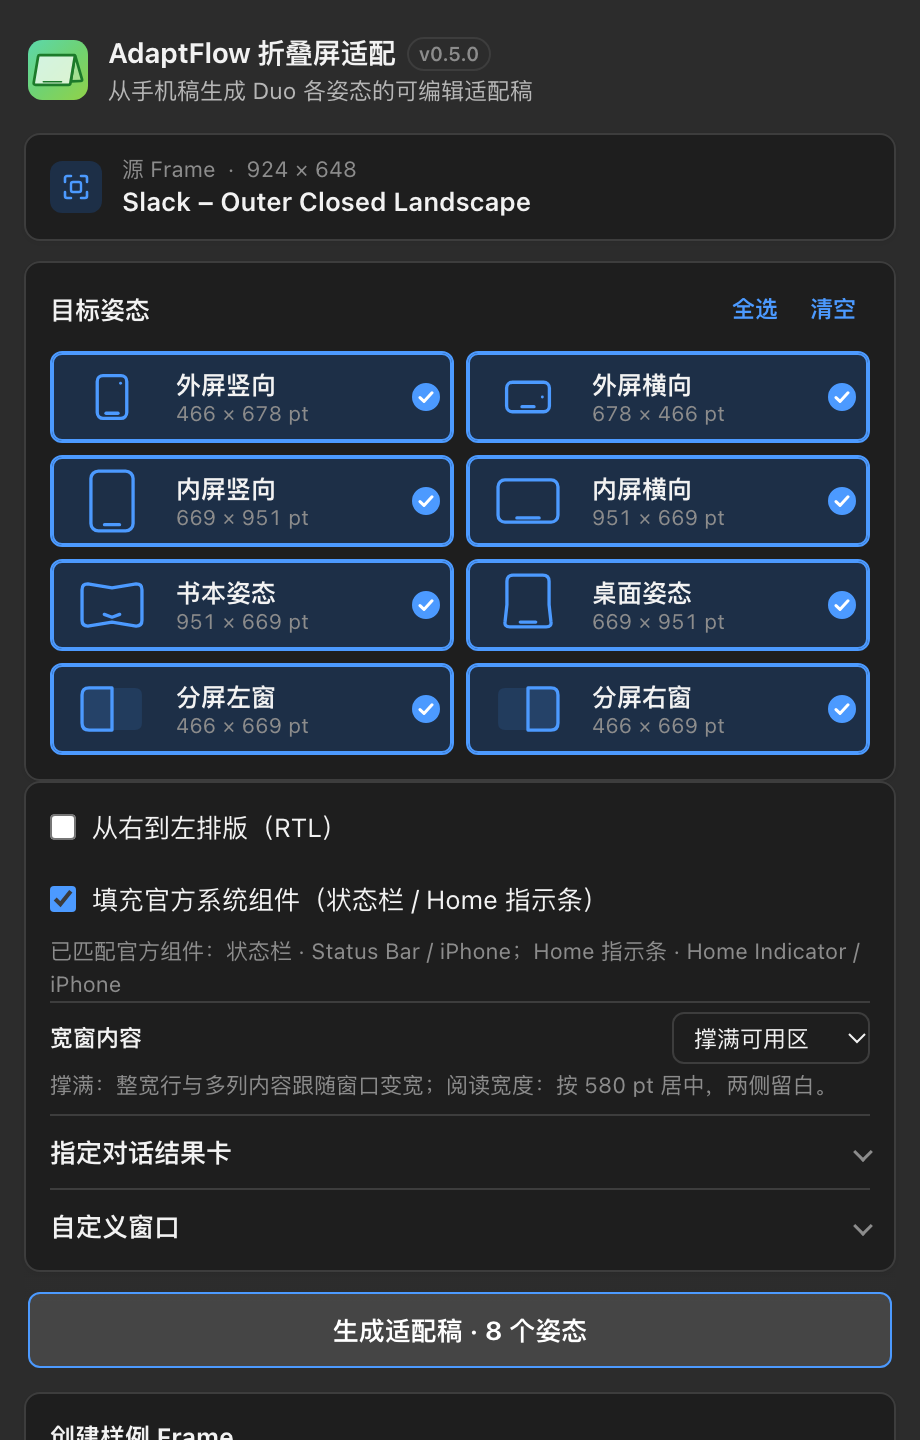 AdaptFlow 折叠屏适配 v0.5.0
从手机稿生成 Duo 各姿态的可编辑适配稿
源 Frame · 924 × 648
Slack – Outer Closed Landscape
目标姿态 全选 清空
外屏竖向
466 × 678 pt
外屏横向
678 × 466 pt
内屏竖向
669 × 951 pt
内屏横向
951 × 669 pt
书本姿态
951 × 669 pt
桌面姿态
669 × 951 pt
分屏左窗
466 × 669 pt
分屏右窗
466 × 669 pt
从右到左排版（RTL）
填充官方系统组件（状态栏 / Home 指示条）
已匹配官方组件：状态栏 · Status Bar / iPhone；Home 指示条 · Home Indicator /
iPhone
宽窗内容 撑满可用区
撑满：整宽行与多列内容跟随窗口变宽；阅读宽度：按 580 pt 居中，两侧留白。
指定对话结果卡
自定义窗口
生成适配稿 · 8 个姿态
创建样例 Frame